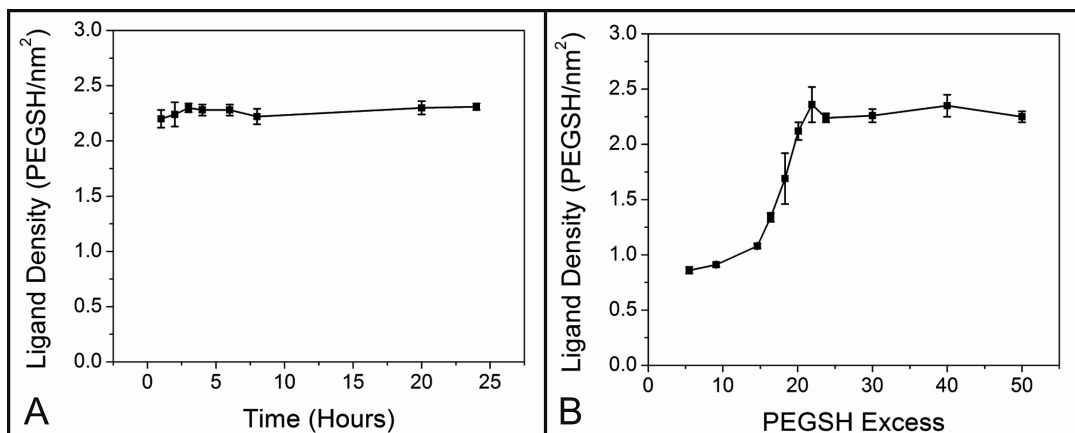 3.0
2.5
2.0
1.5
1.0
0.5
0.0
Ligand Density (PEGSH/nm²)
0 5 10 15 20 25
Time (Hours)
A
3.0
2.5
2.0
1.5
1.0
0.5
0.0
Ligand Density (PEGSH/nm²)
0 10 20 30 40 50
PEGSH Excess
B